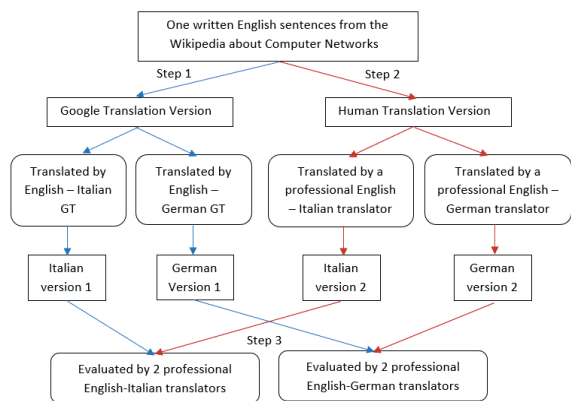 One written English sentences from the
Wikipedia about Computer Networks
Step 1
Step 2
Google Translation Version
Human Translation Version
Translated by
English – Italian
GT
Translated by
English –
German GT
Translated by a
professional English
– Italian translator
Translated by a
professional English –
German translator
Italian
version 1
German
Version 1
Italian
version 2
German
version 2
Step 3
Evaluated by 2 professional
English-Italian translators
Evaluated by 2 professional
English-German translators